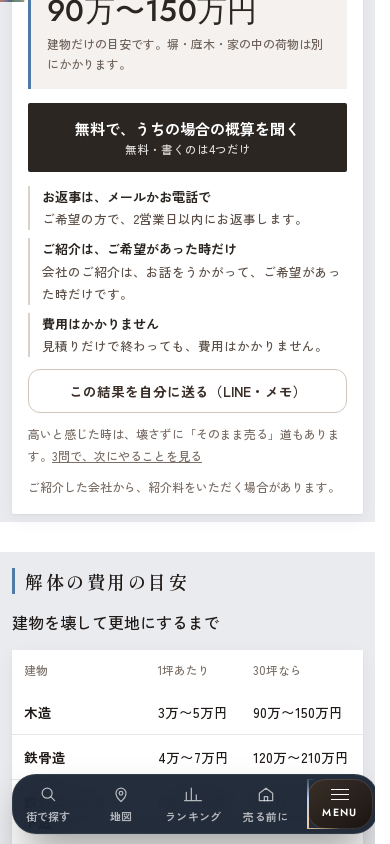 90万〜150万円
建物だけの目安です。塀・庭木・家の中の荷物は別
にかかります。
無料で、うちの場合の概算を聞く
無料・書くのは4つだけ
お返事は、メールかお電話で
ご希望の方で、2営業日以内にお返事します。
ご紹介は、ご希望があった時だけ
会社のご紹介は、お話をうかがって、ご希望があっ
た時だけです。
費用はかかりません
見積りだけで終わっても、費用はかかりません。
この結果を自分に送る（LINE・メモ）
高いと感じた時は、壊さずに「そのまま売る」道もありま
す。3問で、次にやることを見る
ご紹介した会社から、紹介料をいただく場合があります。
解体の費用の目安
建物を壊して更地にするまで
建物 1坪あたり 30坪なら
木造 3万〜5万円 90万〜150万円
鉄骨造 4万〜7万円 120万〜210万円
街で探す 地図 ランキング 売る前に MENU